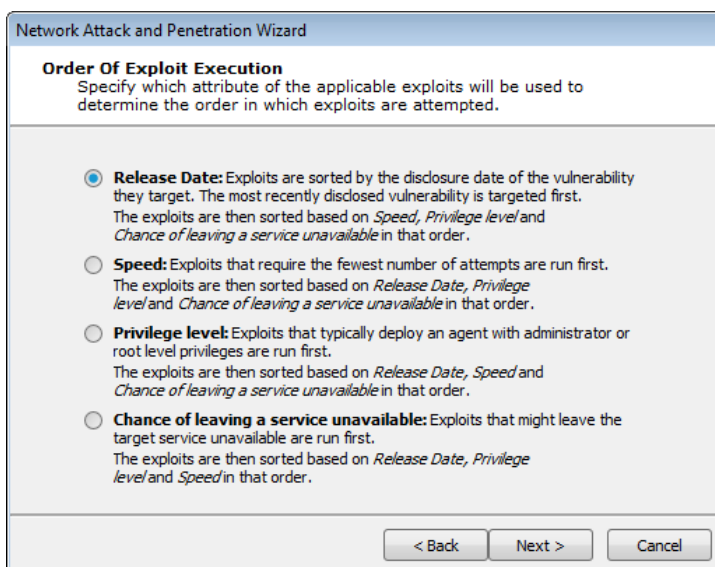 Network Attack and Penetration Wizard
Order Of Exploit Execution
Specify which attribute of the applicable exploits will be used to
determine the order in which exploits are attempted.
Release Date: Exploits are sorted by the disclosure date of the vulnerability
they target. The most recently disclosed vulnerability is targeted first.
The exploits are then sorted based on Speed, Privilege level and
Chance of leaving a service unavailable in that order.
Speed: Exploits that require the fewest number of attempts are run first.
The exploits are then sorted based on Release Date, Privilege
level and Chance of leaving a service unavailable in that order.
Privilege level: Exploits that typically deploy an agent with administrator or
root level privileges are run first.
The exploits are then sorted based on Release Date, Speed and
Chance of leaving a service unavailable in that order.
Chance of leaving a service unavailable: Exploits that might leave the
target service unavailable are run first.
The exploits are then sorted based on Release Date, Privilege
level and Speed in that order.
< Back Next > Cancel